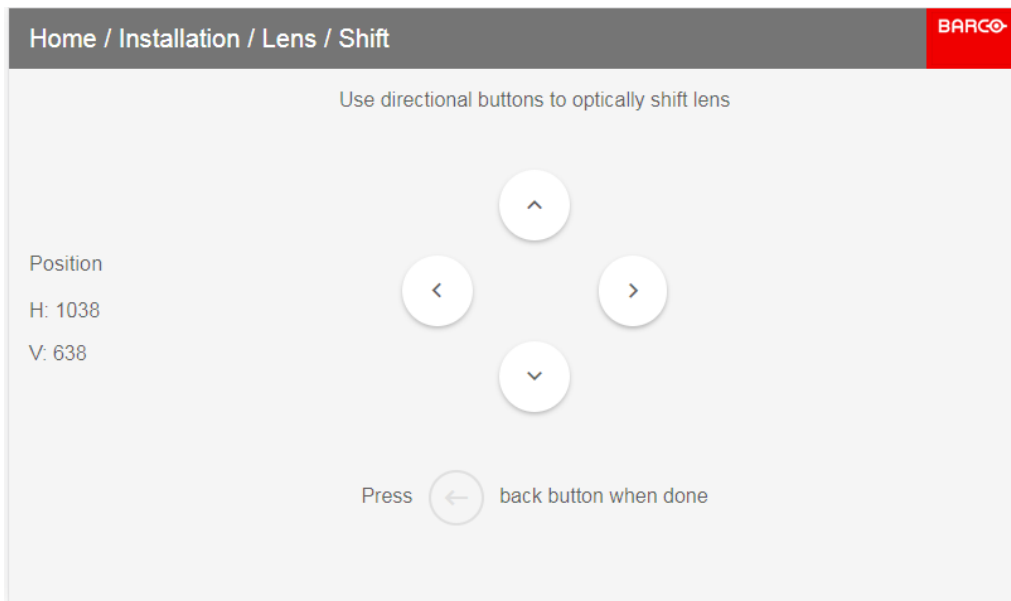 Home / Installation / Lens / Shift
BARCO
Use directional buttons to optically shift lens
Position
H: 1038
V: 638
Press back button when done